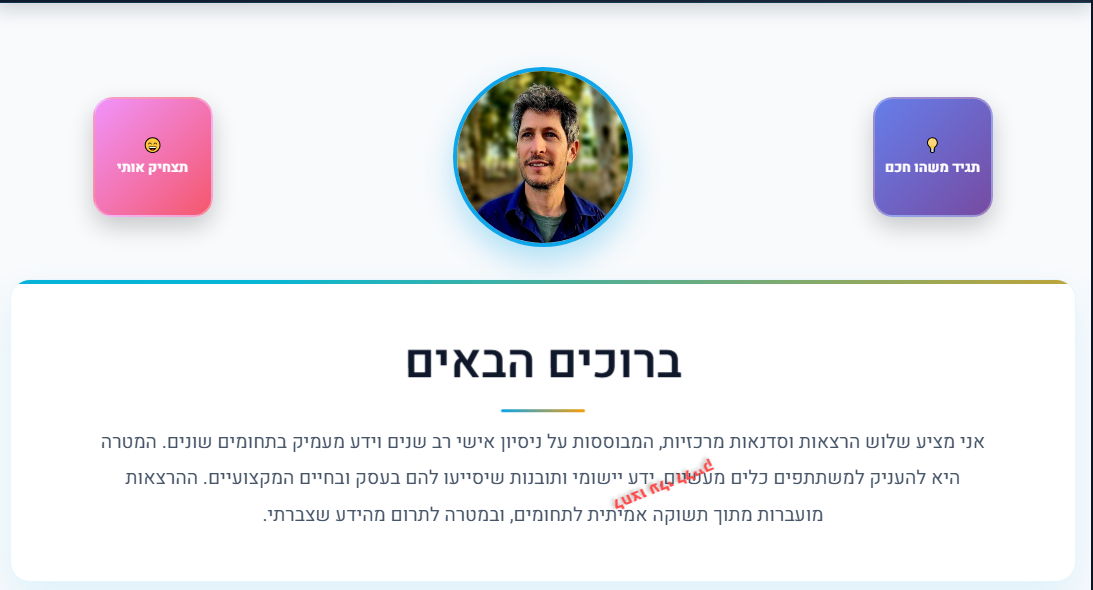 תגיד משהו חכם
תצחיק אותי
ברוכים הבאים
אני מציע שלוש הרצאות וסדנאות מרכזיות, המבוססות על ניסיון אישי רב שנים וידע מעמיק בתחומים שונים. המטרה
היא להעניק למשתתפים כלים מעשיים, ידע יישומי ותובנות שיסייעו להם בעסק ובחיים המקצועיים. ההרצאות
מועברות מתוך תשוקה אמיתית לתחומים, ובמטרה לתרום מהידע שצברתי.
לחצו עלי